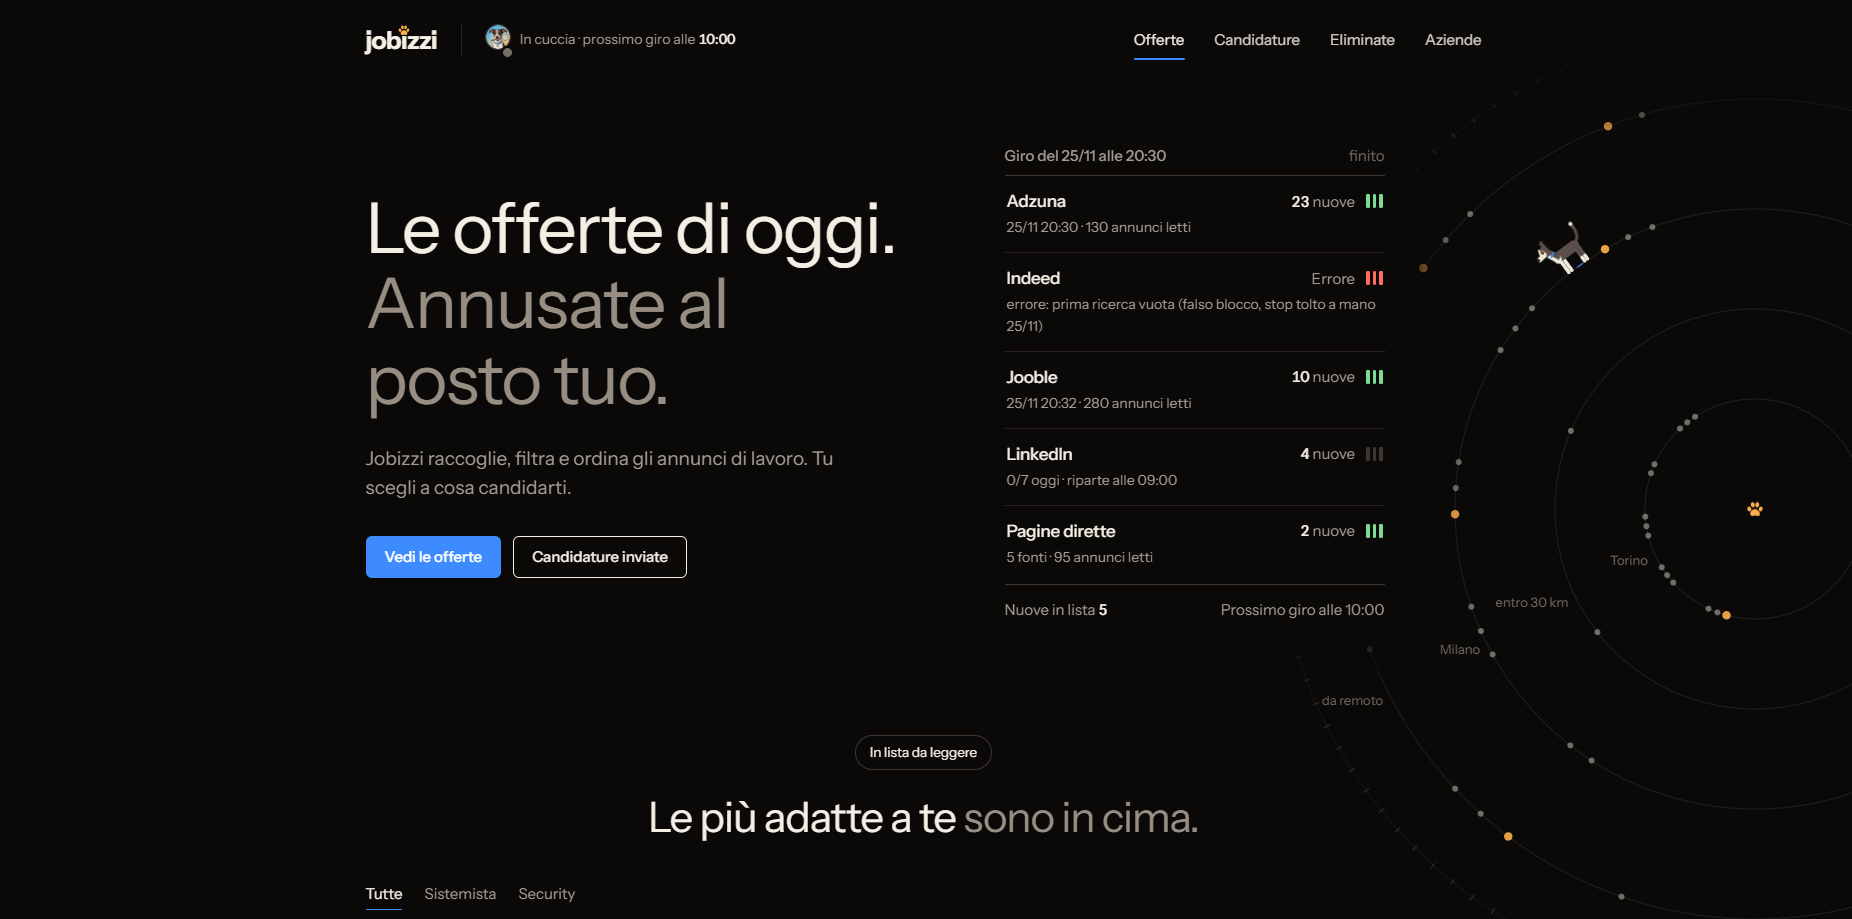 jobizzi
In cuccia · prossimo giro alle 10:00
Offerte
Candidature
Eliminate
Aziende
Le offerte di oggi.
Annusate al
posto tuo.
Jobizzi raccoglie, filtra e ordina gli annunci di lavoro. Tu
scegli a cosa candidarti.
Vedi le offerte
Candidature inviate
Giro del 25/11 alle 20:30
finito
Adzuna
23 nuove
25/11 20:30 · 130 annunci letti
Indeed
Errore
errore: prima ricerca vuota (falso blocco, stop tolto a mano
25/11)
Jooble
10 nuove
25/11 20:32 · 280 annunci letti
LinkedIn
4 nuove
0/7 oggi · riparte alle 09:00
Pagine dirette
2 nuove
5 fonti · 95 annunci letti
Nuove in lista 5
Prossimo giro alle 10:00
Torino
entro 30 km
Milano
da remoto
In lista da leggere
Le più adatte a te sono in cima.
Tutte
Sistemista
Security